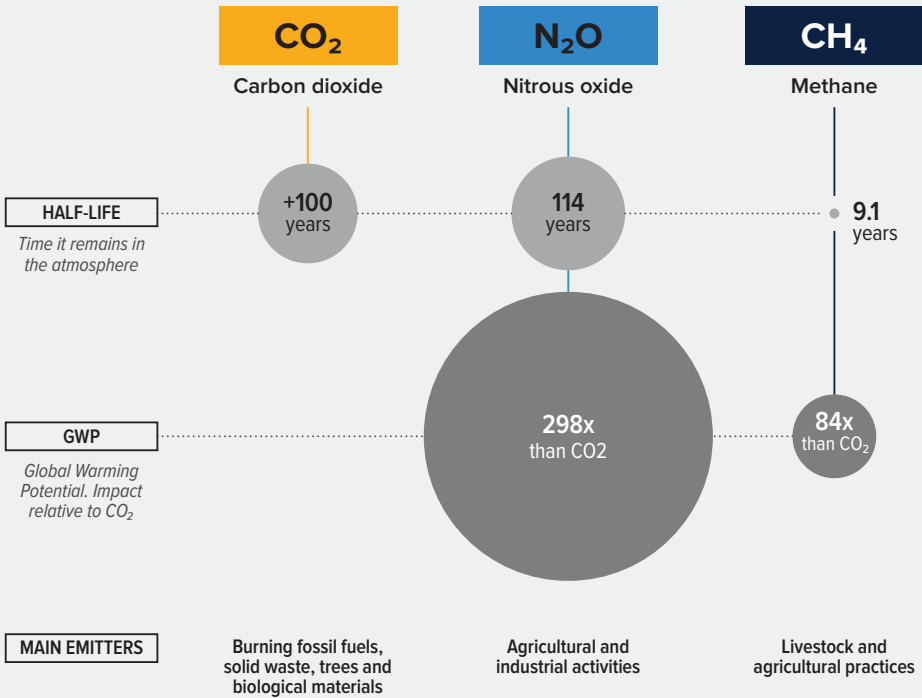 CO₂
N₂O
CH₄
Carbon dioxide
Nitrous oxide
Methane
HALF-LIFE
Time it remains in
the atmosphere
+100
years
114
years
9.1
years
GWP
Global Warming
Potential. Impact
relative to CO₂
298x
than CO2
84x
than CO₂
MAIN EMITTERS
Burning fossil fuels,
solid waste, trees and
biological materials
Agricultural and
industrial activities
Livestock and
agricultural practices